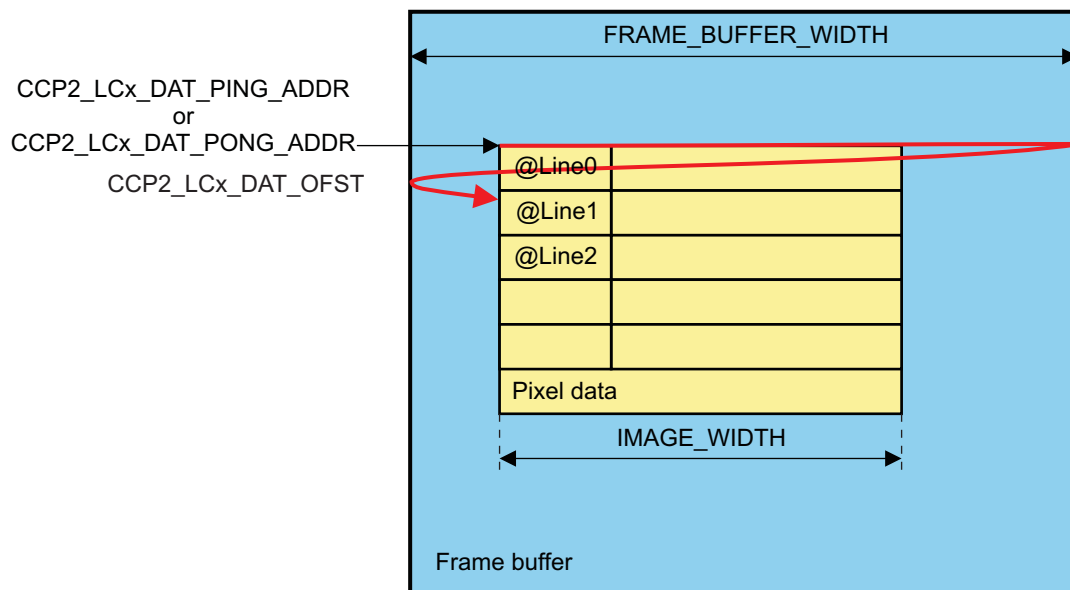 FRAME_BUFFER_WIDTH
CCP2_LCx_DAT_PING_ADDR
or
CCP2_LCx_DAT_PONG_ADDR
CCP2_LCx_DAT_OFST
@Line0
@Line1
@Line2
Pixel data
IMAGE_WIDTH
Frame buffer